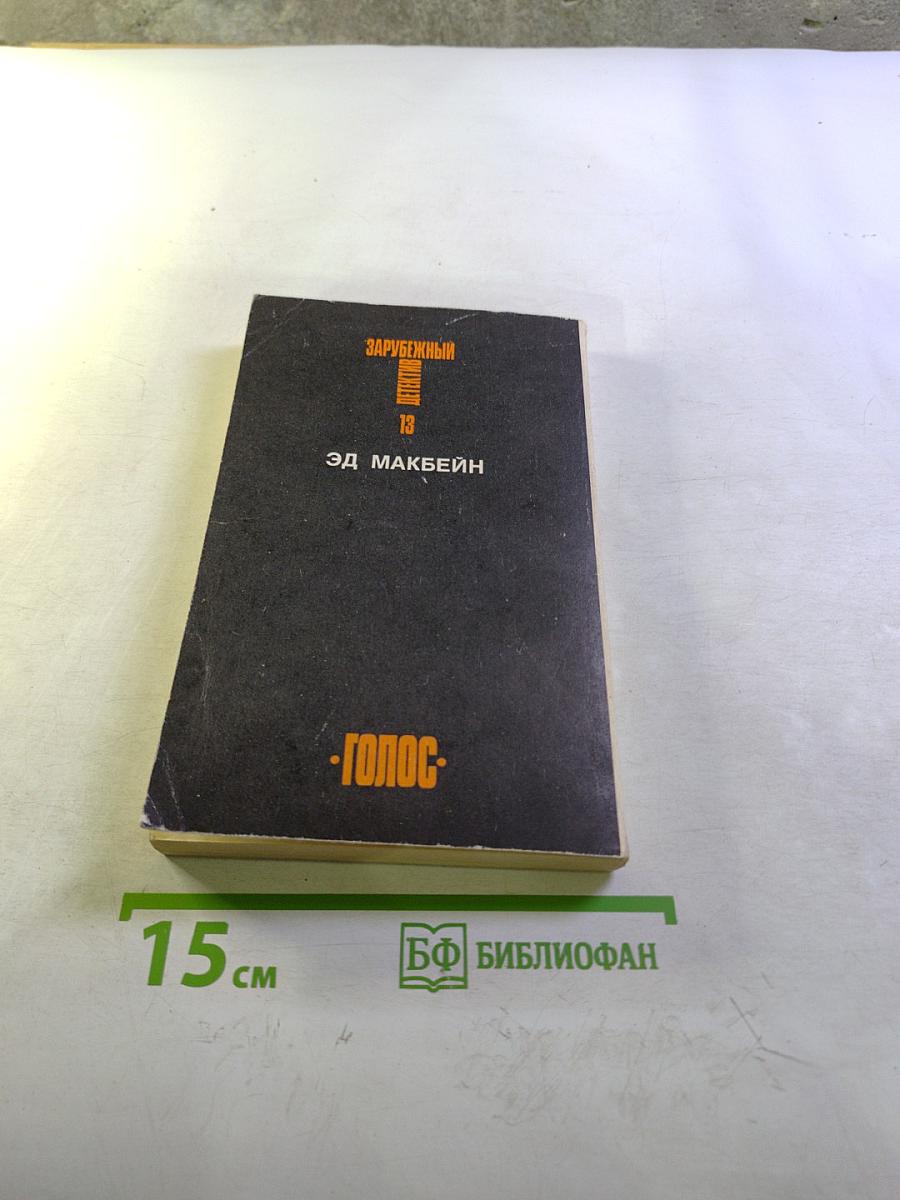 ЗАРУБЕЖНЫЙ
ДЕТЕКТИВ
13
ЭД МАКБЕЙН
·ГОЛОС·
15 см
БФ БИБЛИОФАН